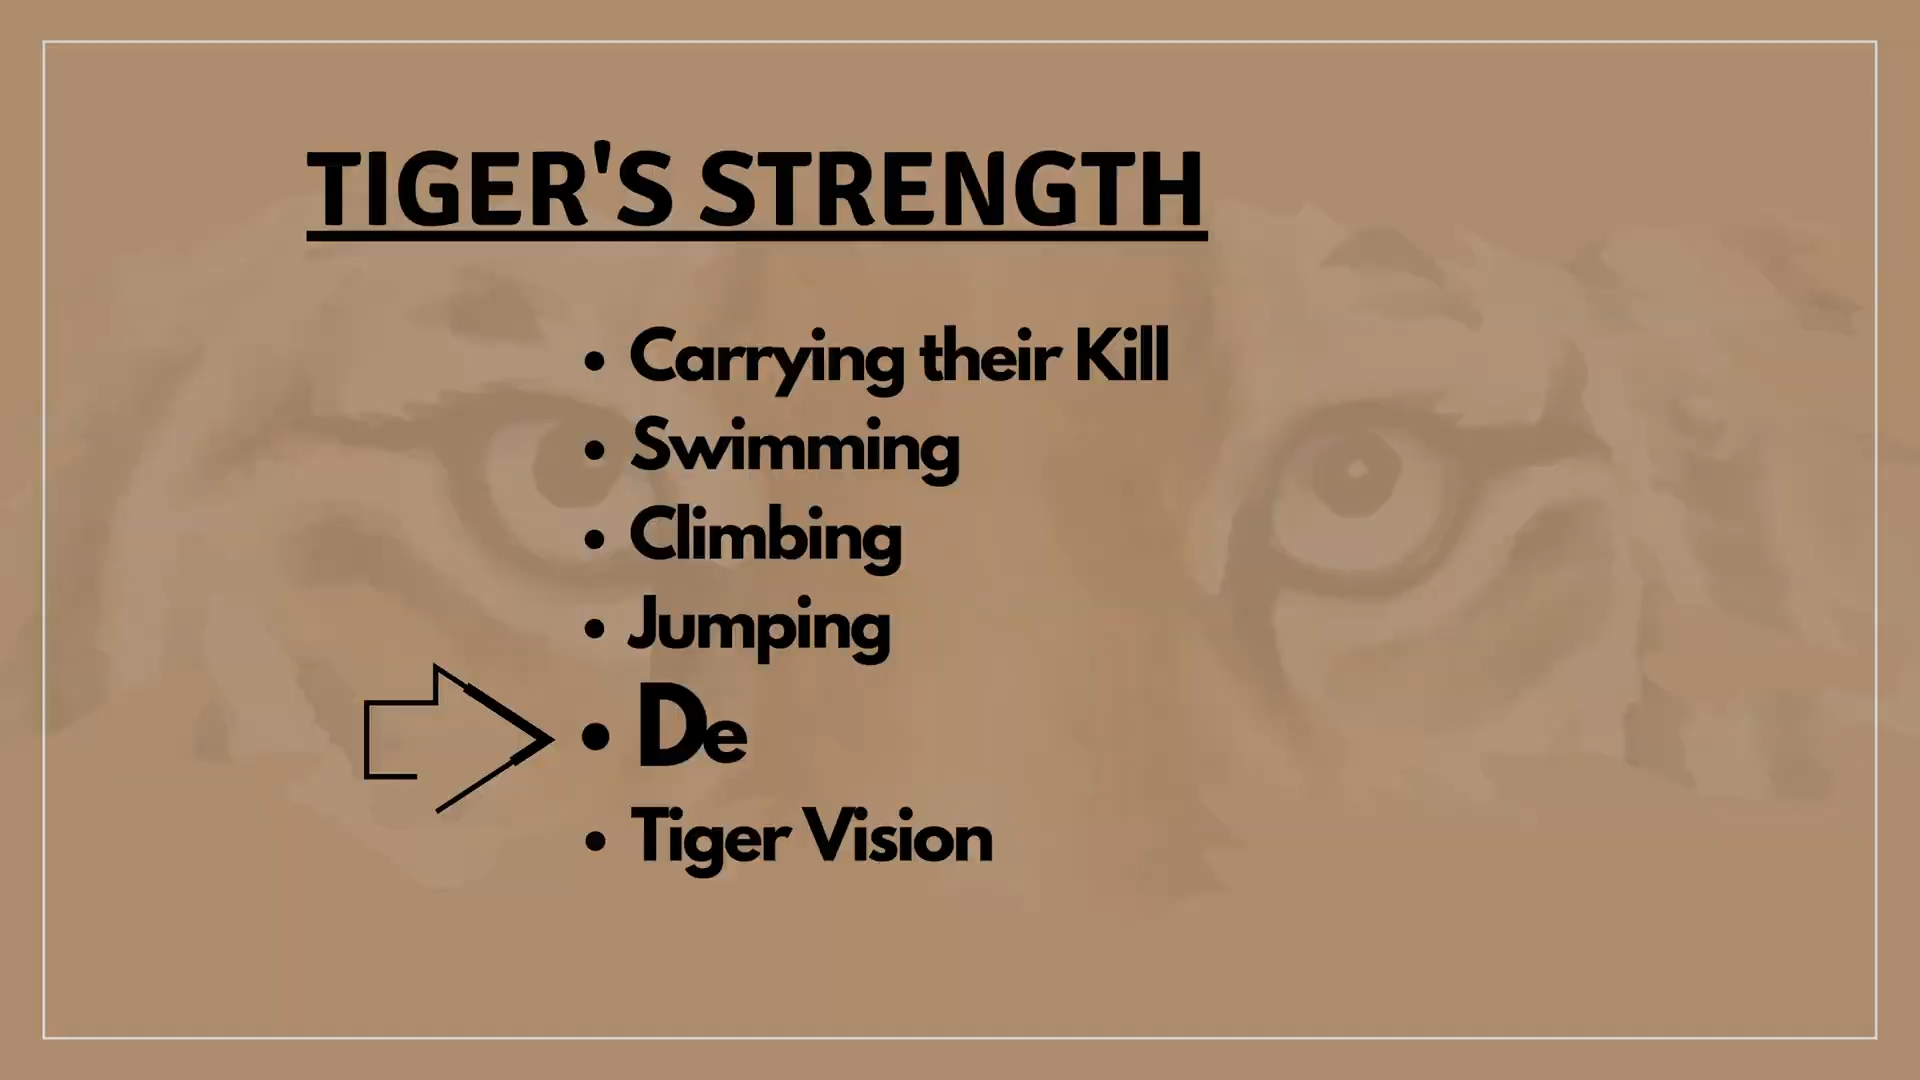 TIGER'S STRENGTH
• Carrying their Kill
• Swimming
• Climbing
• Jumping
• De
• Tiger Vision